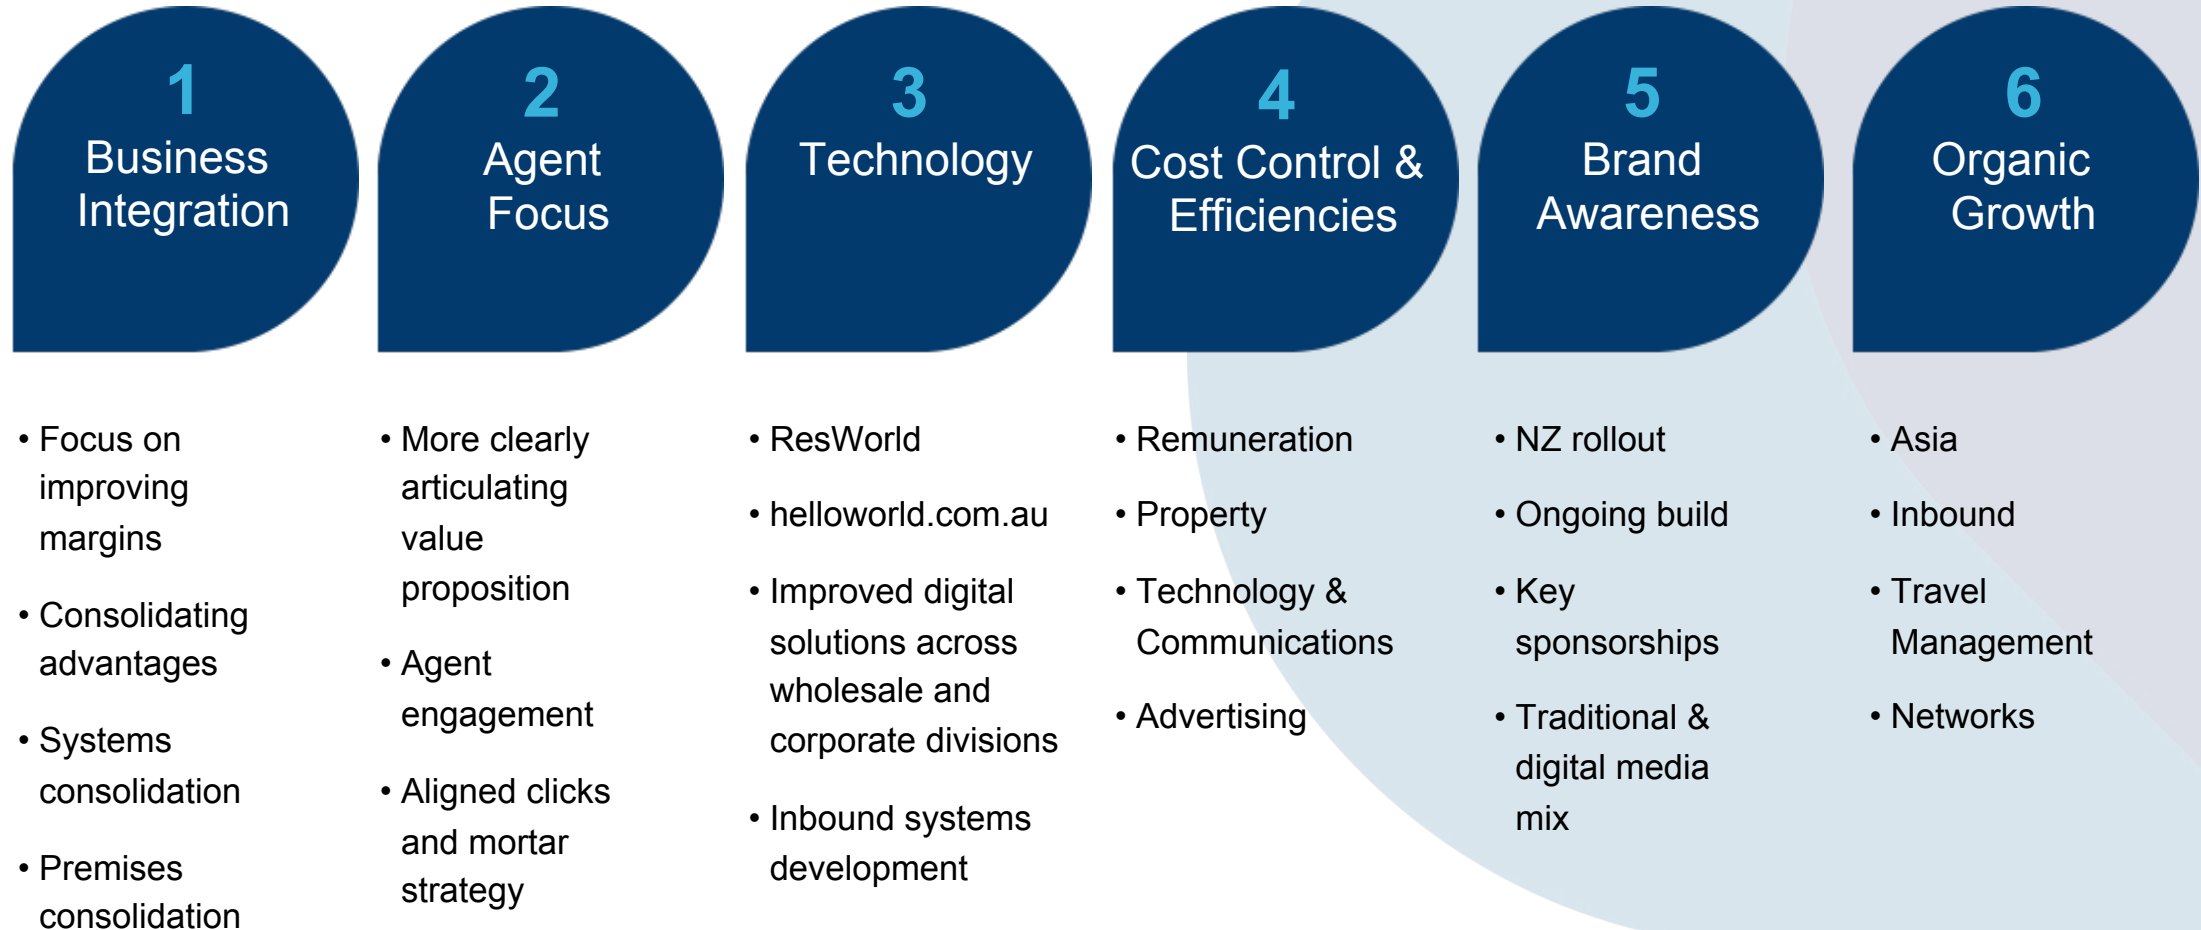 1
Business
Integration
• Focus on
improving
margins
• Consolidating
advantages
• Systems
consolidation
• Premises
consolidation
2
Agent
Focus
• More clearly
articulating
value
proposition
• Agent
engagement
• Aligned clicks
and mortar
strategy
3
Technology
• ResWorld
• helloworld.com.au
• Improved digital
solutions across
wholesale and
corporate divisions
• Inbound systems
development
4
Cost Control &
Efficiencies
• Remuneration
• Property
• Technology &
Communications
• Advertising
5
Brand
Awareness
• NZ rollout
• Ongoing build
• Key
sponsorships
• Traditional &
digital media
mix
6
Organic
Growth
• Asia
• Inbound
• Travel
Management
• Networks